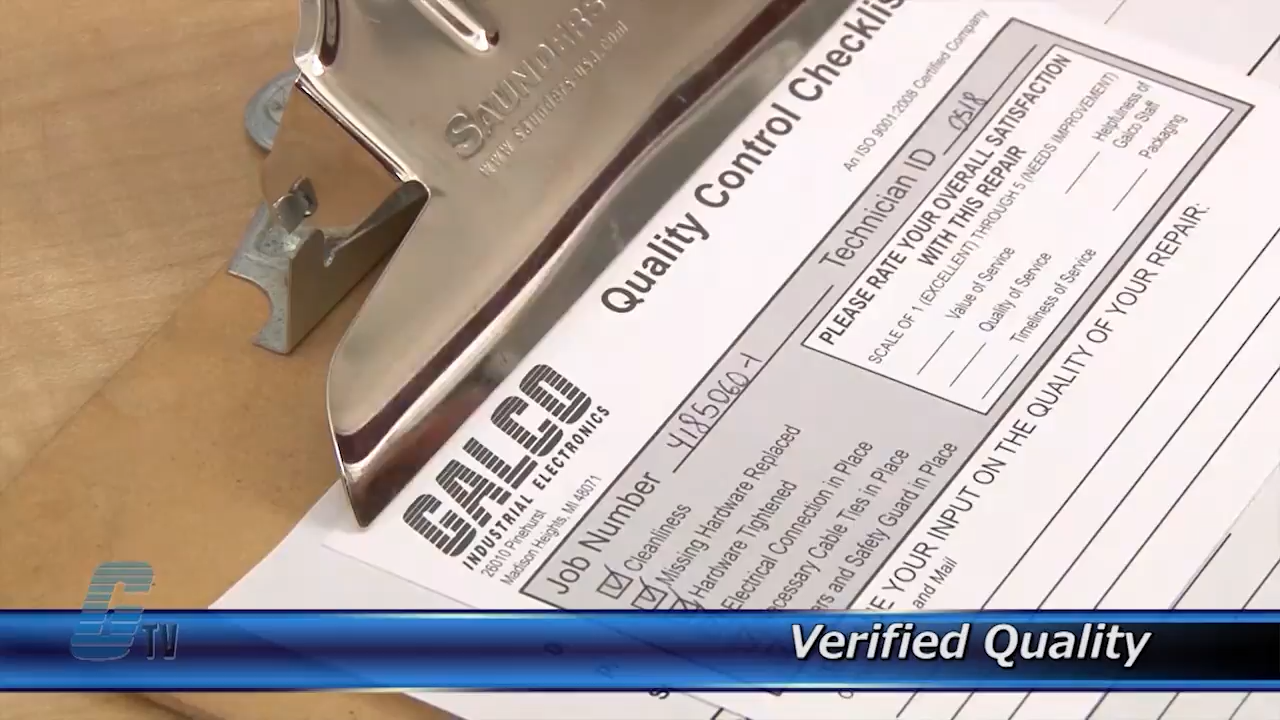 SAUNDERS
www.saunders-usa.com
Quality Control Checklist
An ISO 9001:2008 Certified Company
GALCO
INDUSTRIAL ELECTRONICS
26010 Pinehurst
Madison Heights, MI 48071
Job Number 4185060-1 Technician ID 0518
Cleanliness
Missing Hardware Replaced
Hardware Tightened
Electrical Connection in Place
Cable Ties in Place
and Safety Guard in Place
PLEASE RATE YOUR OVERALL SATISFACTION
WITH THIS REPAIR
SCALE OF 1 (EXCELLENT) THROUGH 5 (NEEDS IMPROVEMENT)
Value of Service
Quality of Service
Timeliness of Service
Helpfulness of
Galco Staff
Packaging
YOUR INPUT ON THE QUALITY OF YOUR REPAIR:
and Mail
G TV
Verified Quality